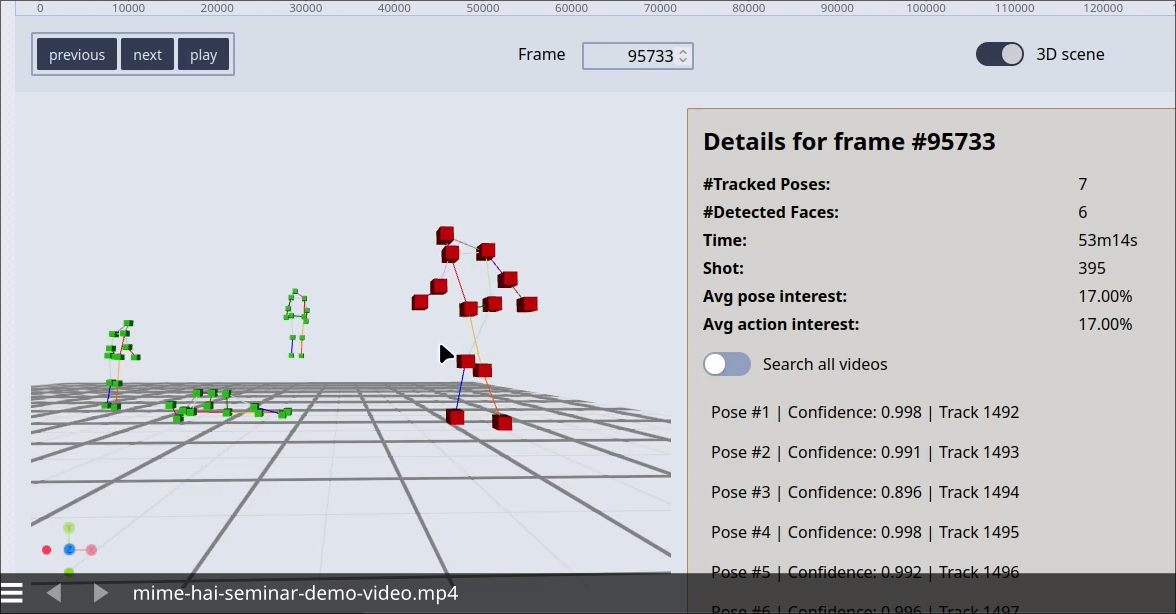 0 10000 20000 30000 40000 50000 60000 70000 80000 90000 100000 110000 120000
previous next play Frame 95733 3D scene
Details for frame #95733
#Tracked Poses: 7
#Detected Faces: 6
Time: 53m14s
Shot: 395
Avg pose interest: 17.00%
Avg action interest: 17.00%
Search all videos
Pose #1 | Confidence: 0.998 | Track 1492
Pose #2 | Confidence: 0.991 | Track 1493
Pose #3 | Confidence: 0.896 | Track 1494
Pose #4 | Confidence: 0.998 | Track 1495
Pose #5 | Confidence: 0.992 | Track 1496
mime-hai-seminar-demo-video.mp4
Pose #6 | Confidence: 0.996 | Track 1497